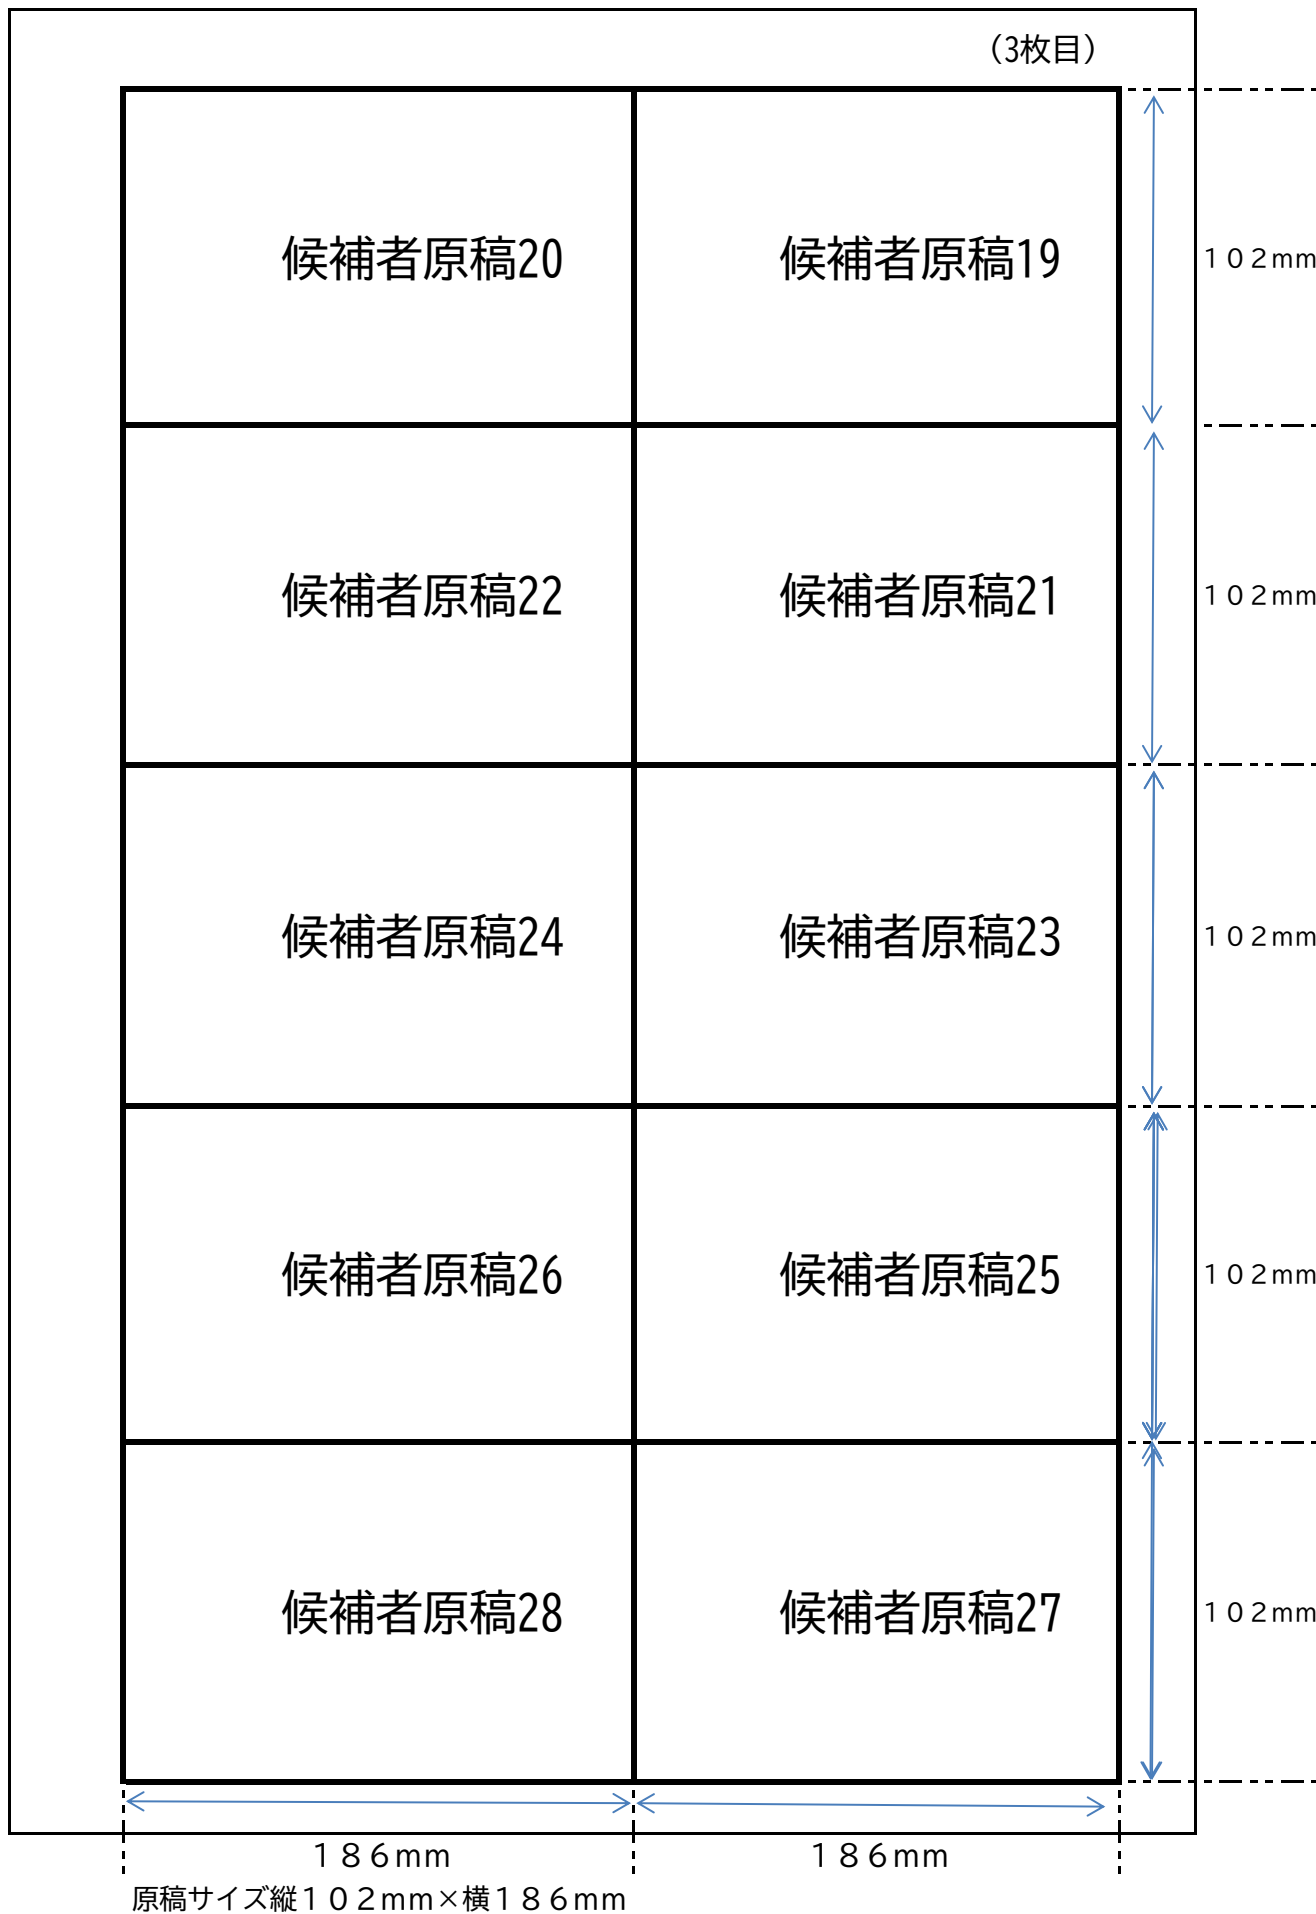 （3枚目）
候補者原稿20 候補者原稿19 １０２mm
候補者原稿22 候補者原稿21 １０２mm
候補者原稿24 候補者原稿23 １０２mm
候補者原稿26 候補者原稿25 １０２mm
候補者原稿28 候補者原稿27 １０２mm
１８６mm １８６mm
原稿サイズ縦１０２mm×横１８６mm